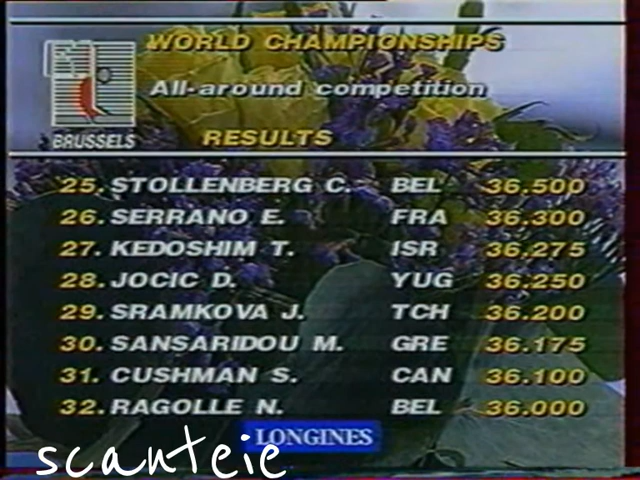 WORLD CHAMPIONSHIPS
All-around competition
BRUSSELS
RESULTS
25. STOLLENBERG C. BEL 36.500
26. SERRANO E. FRA 36.300
27. KEDOSHIM T. ISR 36.275
28. JOCIC D. YUG 36.250
29. SRAMKOVA J. TCH 36.200
30. SANSARIDOU M. GRE 36.175
31. CUSHMAN S. CAN 36.100
32. RAGOLLE N. BEL 36.000
LONGINES
scanteie